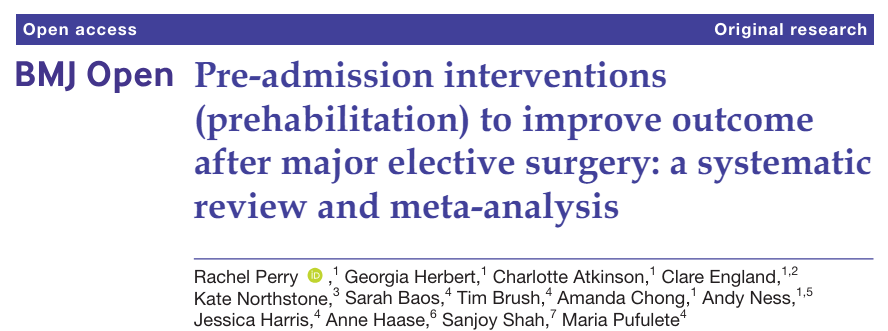 Open access Original research
BMJ Open Pre-admission interventions
(prehabilitation) to improve outcome
after major elective surgery: a systematic
review and meta-analysis
Rachel Perry iD ,1 Georgia Herbert,1 Charlotte Atkinson,1 Clare England,1,2
Kate Northstone,3 Sarah Baos,4 Tim Brush,4 Amanda Chong,1 Andy Ness,1,5
Jessica Harris,4 Anne Haase,6 Sanjoy Shah,7 Maria Pufulete4